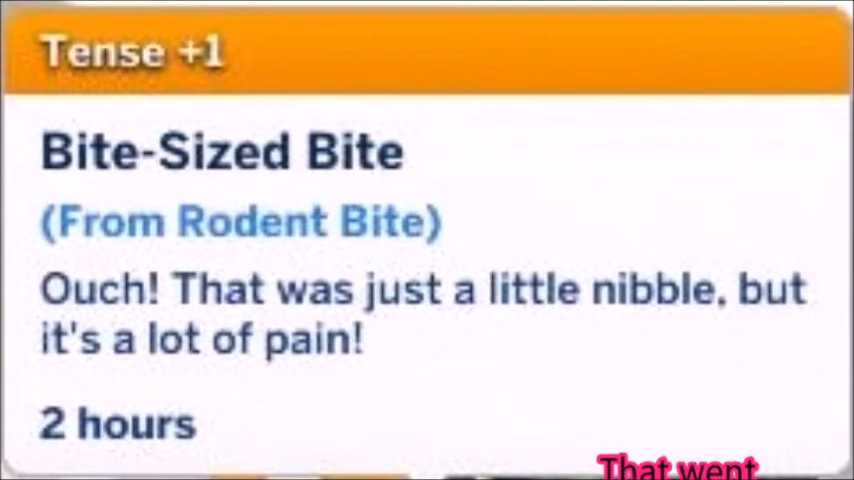 Tense +1
Bite-Sized Bite
(From Rodent Bite)
Ouch! That was just a little nibble, but
it's a lot of pain!
2 hours
That went